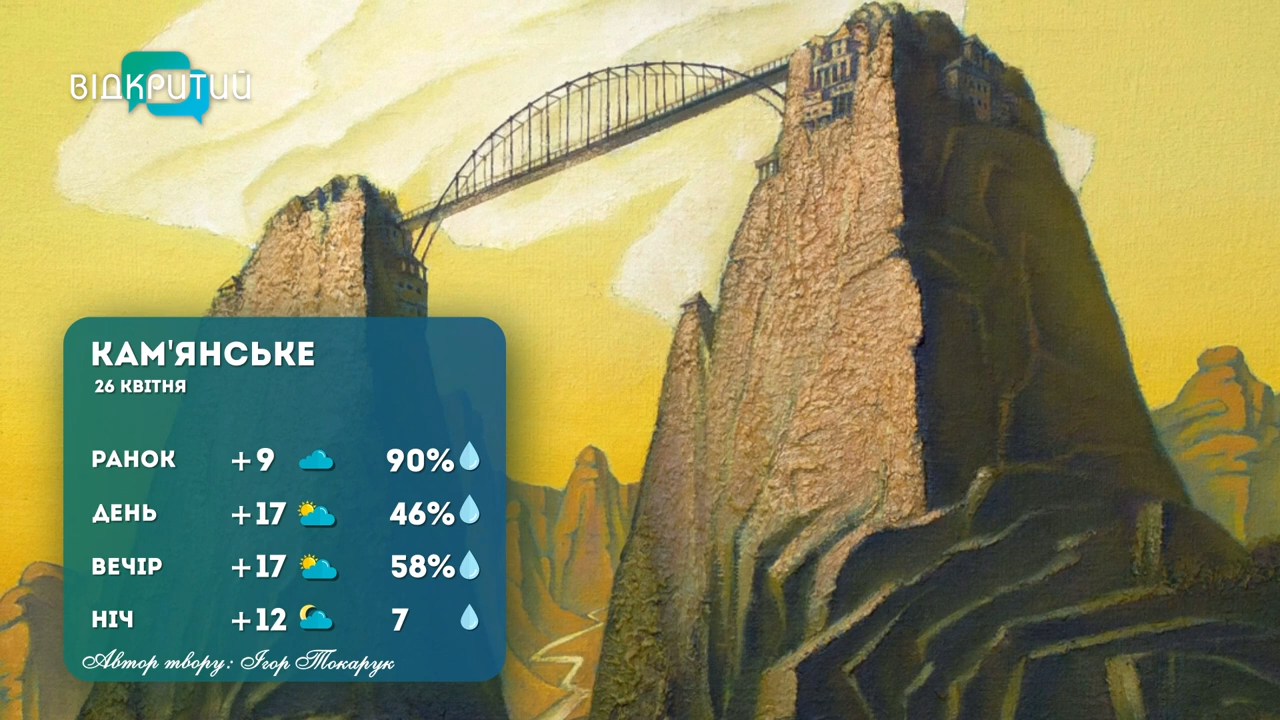 ВІДКРИТИЙ
КАМ'ЯНСЬКЕ
26 КВІТНЯ
РАНОК +9 90%
ДЕНЬ +17 46%
ВЕЧІР +17 58%
НІЧ +12 7
Автор твору: Ігор Токарук